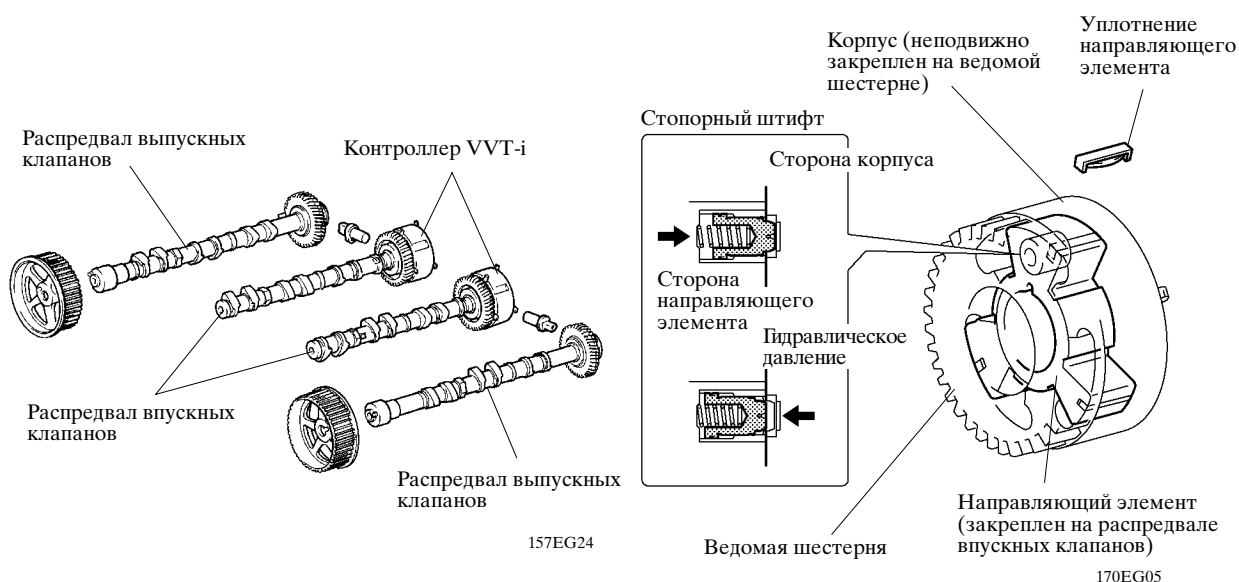 Распредвал выпускных
клапанов
Контроллер VVT-i
Распредвал впускных
клапанов
Распредвал выпускных
клапанов
157EG24
Корпус (неподвижно
закреплен на ведомой
шестерне)
Уплотнение
направляющего
элемента
Стопорный штифт
Сторона корпуса
Сторона
направляющего
элемента
Гидравлическое
давление
Ведомая шестерня
Направляющий элемент
(закреплен на распредвале
впускных клапанов)
170EG05